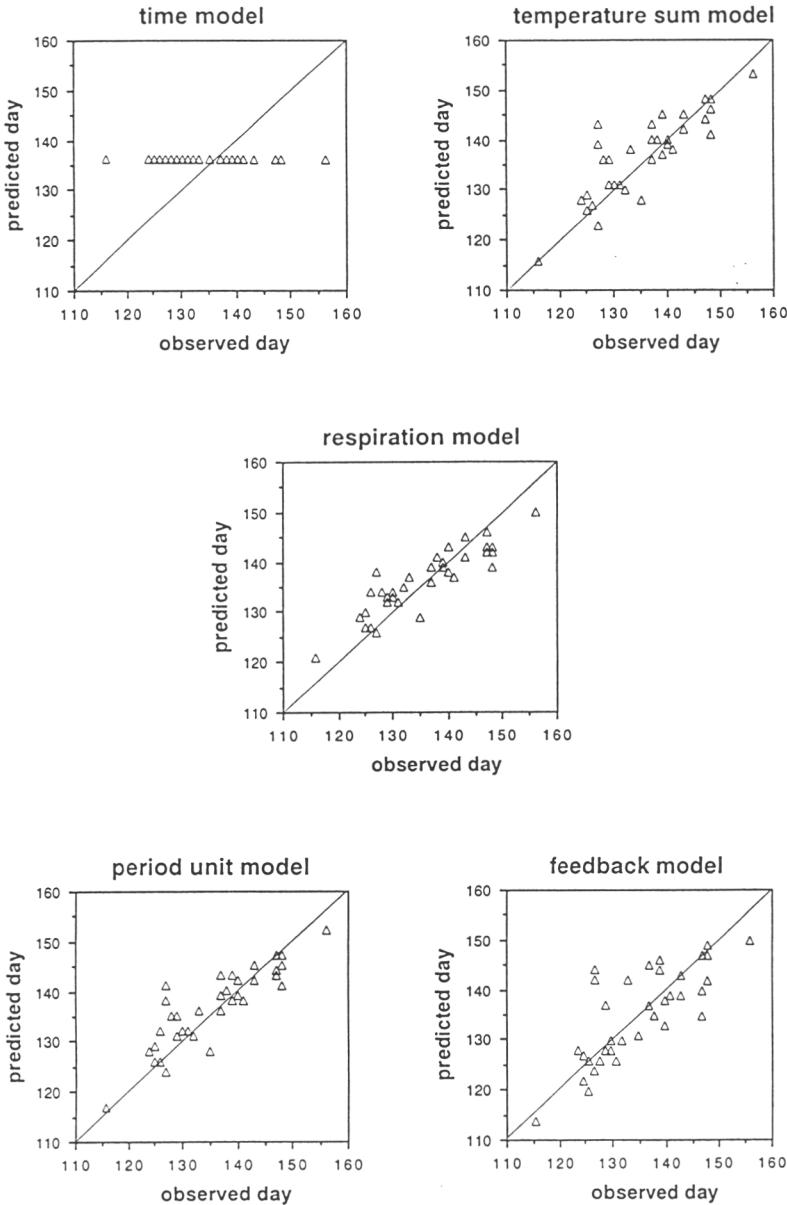 time model
160
150
140
130
120
110
predicted day
110 120 130 140 150 160
observed day
temperature sum model
160
150
140
130
120
110
predicted day
110 120 130 140 150 160
observed day
respiration model
160
150
140
130
120
110
predicted day
110 120 130 140 150 160
observed day
period unit model
160
150
140
130
120
110
predicted day
110 120 130 140 150 160
observed day
feedback model
160
150
140
130
120
110
predicted day
110 120 130 140 150 160
observed day